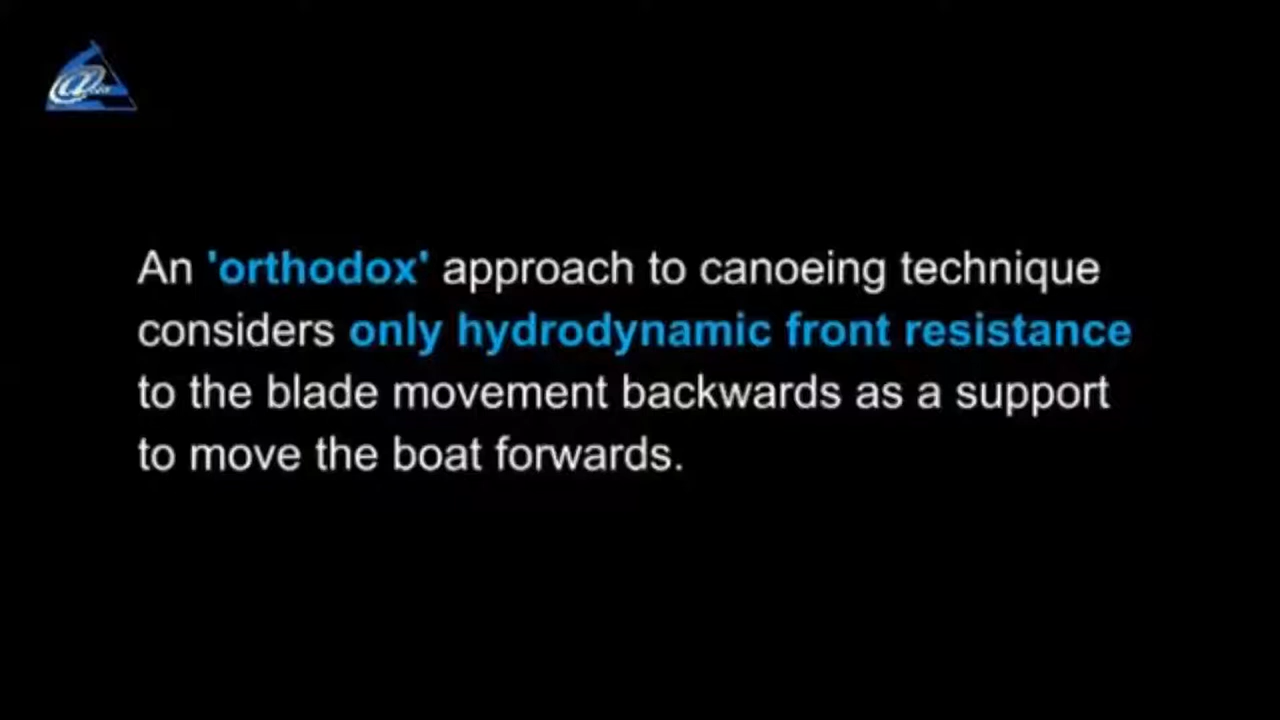 An 'orthodox' approach to canoeing technique
considers only hydrodynamic front resistance
to the blade movement backwards as a support
to move the boat forwards.